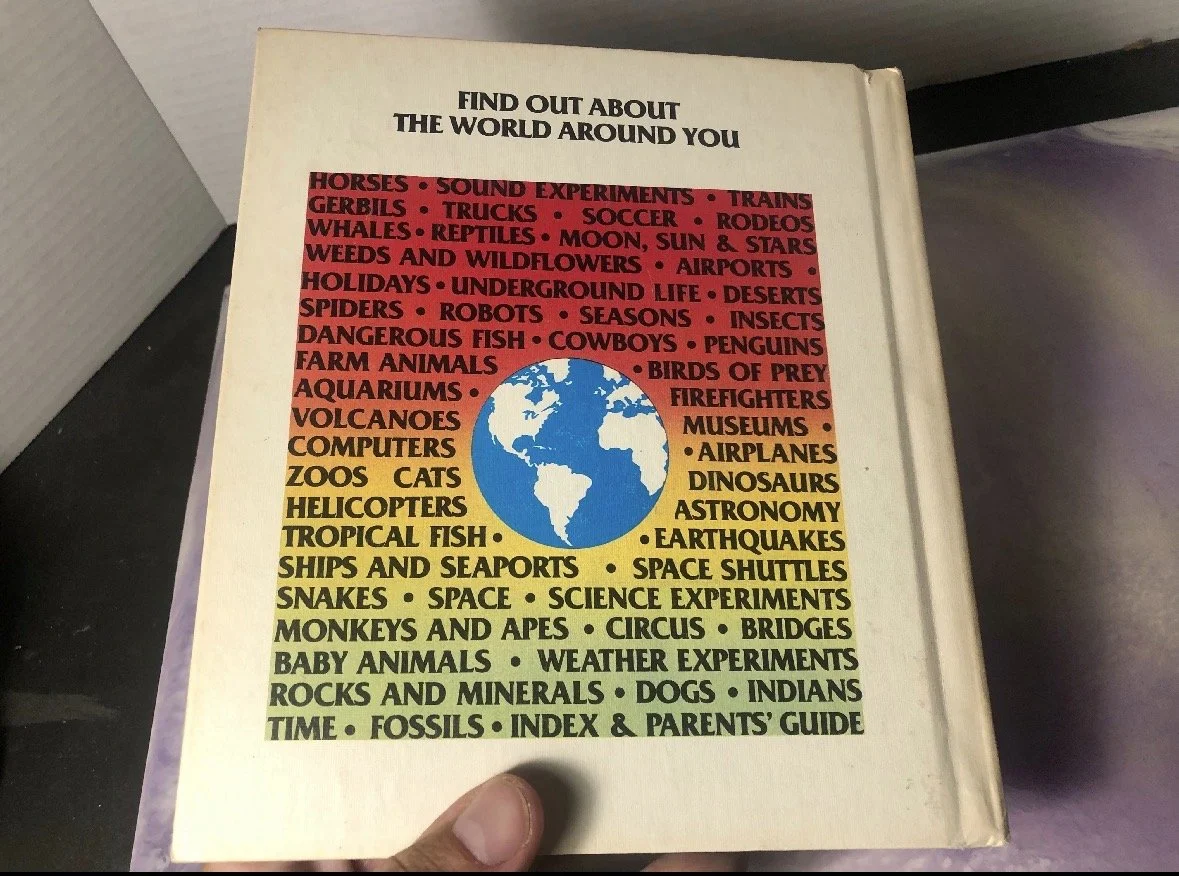 FIND OUT ABOUT
THE WORLD AROUND YOU
HORSES • SOUND EXPERIMENTS • TRAINS
GERBILS • TRUCKS • SOCCER • RODEOS
WHALES • REPTILES • MOON, SUN & STARS
WEEDS AND WILDFLOWERS • AIRPORTS •
HOLIDAYS • UNDERGROUND LIFE • DESERTS
SPIDERS • ROBOTS • SEASONS • INSECTS
DANGEROUS FISH • COWBOYS • PENGUINS
FARM ANIMALS • BIRDS OF PREY
AQUARIUMS • FIREFIGHTERS
VOLCANOES MUSEUMS •
COMPUTERS • AIRPLANES
ZOOS CATS DINOSAURS
HELICOPTERS ASTRONOMY
TROPICAL FISH • • EARTHQUAKES
SHIPS AND SEAPORTS • SPACE SHUTTLES
SNAKES • SPACE • SCIENCE EXPERIMENTS
MONKEYS AND APES • CIRCUS • BRIDGES
BABY ANIMALS • WEATHER EXPERIMENTS
ROCKS AND MINERALS • DOGS • INDIANS
TIME • FOSSILS • INDEX & PARENTS' GUIDE